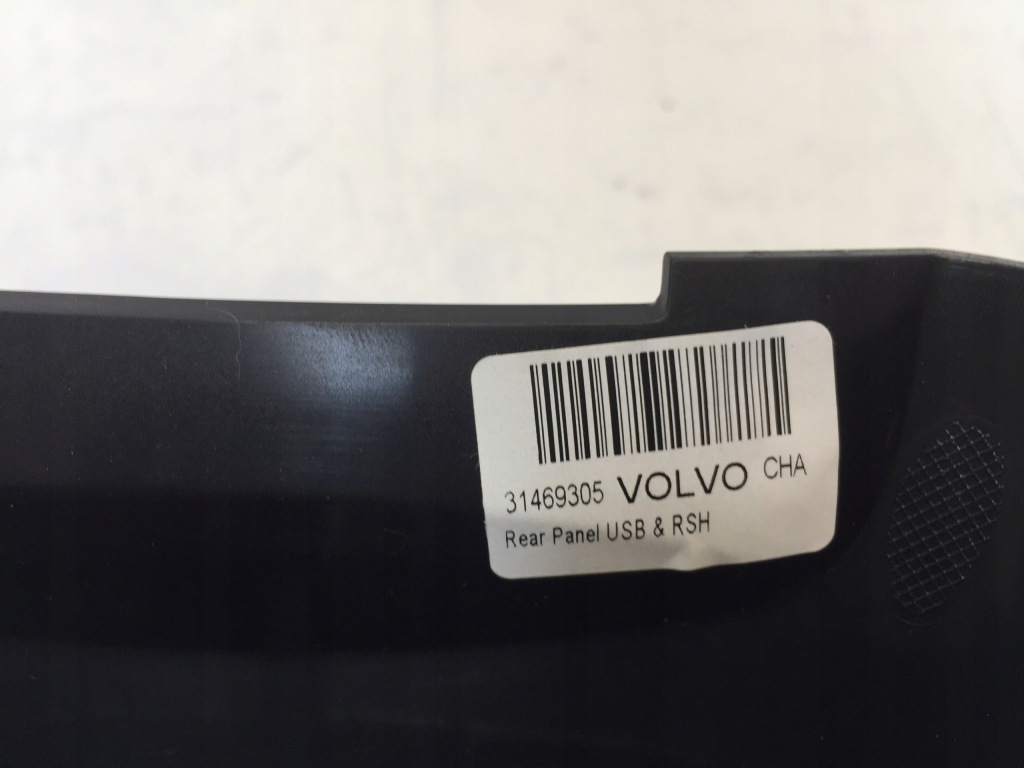 31469305 VOLVO CHA
Rear Panel USB & RSH